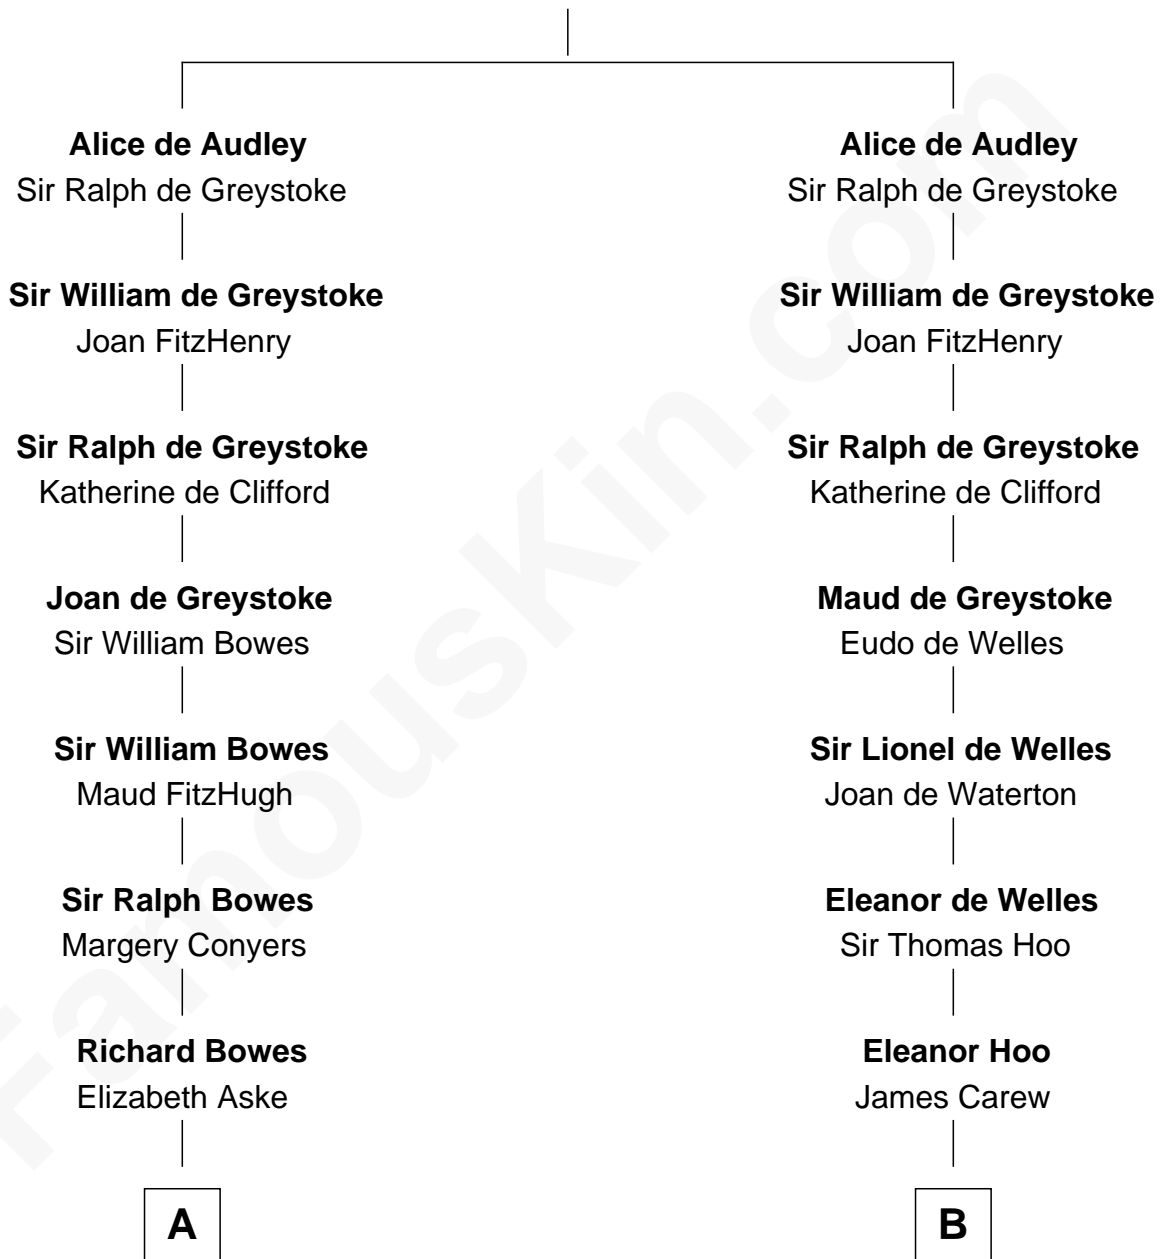 Alice de Audley
Sir Ralph de Greystoke
Sir William de Greystoke
Joan FitzHenry
Sir Ralph de Greystoke
Katherine de Clifford
Joan de Greystoke
Sir William Bowes
Sir William Bowes
Maud FitzHugh
Sir Ralph Bowes
Margery Conyers
Richard Bowes
Elizabeth Aske
A
Alice de Audley
Sir Ralph de Greystoke
Sir William de Greystoke
Joan FitzHenry
Sir Ralph de Greystoke
Katherine de Clifford
Maud de Greystoke
Eudo de Welles
Sir Lionel de Welles
Joan de Waterton
Eleanor de Welles
Sir Thomas Hoo
Eleanor Hoo
James Carew
B
FamousKin.com